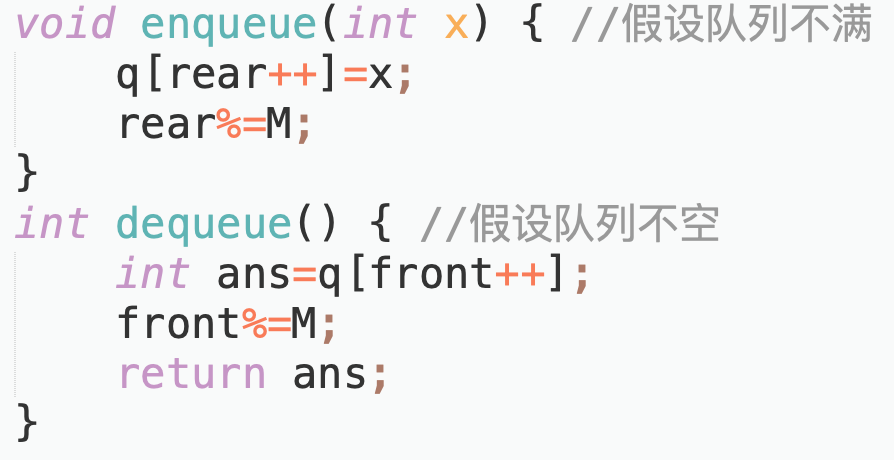 void enqueue(int x) { //假设队列不满
q[rear++]=x;
rear%=M;
}
int dequeue() { //假设队列不空
int ans=q[front++];
front%=M;
return ans;
}